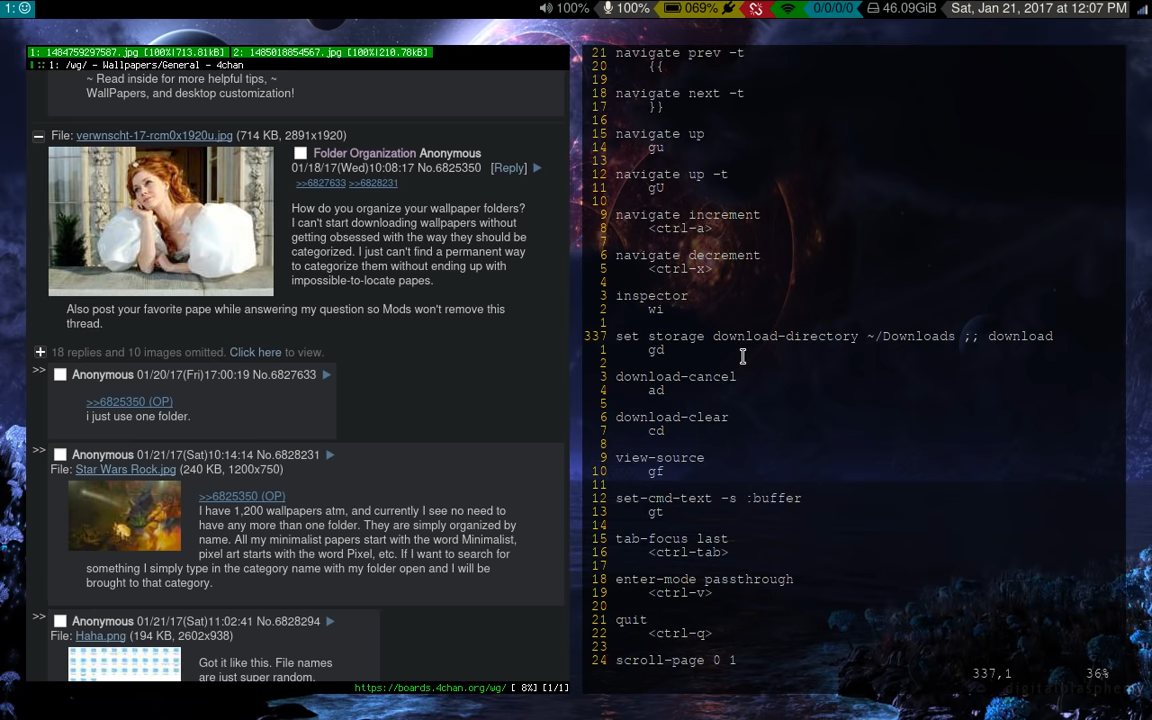 1:
100%
100%
069%
0/0/0/0
46.09GiB
Sat, Jan 21, 2017 at 12:07 PM
1: 1484759297587.jpg [100%|713.81kB]
2: 1485018854567.jpg [100%|210.78kB]
1: /wg/ - Wallpapers/General - 4chan
~ Read inside for more helpful tips, ~
WallPapers, and desktop customization!
File: verwnscht-17-rcm0x1920u.jpg (714 KB, 2891x1920)
Folder Organization Anonymous
01/18/17(Wed)10:08:17 No.6825350 [Reply]
>>6827633 >>6828231
How do you organize your wallpaper folders?
I can't start downloading wallpapers without
getting obsessed with the way they should be
categorized. I just can't find a permanent way
to categorize them without ending up with
impossible-to-locate papes.
Also post your favorite pape while answering my question so Mods won't remove this
thread.
18 replies and 10 images omitted. Click here to view.
>> Anonymous 01/20/17(Fri)17:00:19 No.6827633
>>6825350 (OP)
i just use one folder.
>> Anonymous 01/21/17(Sat)10:14:14 No.6828231
File: Star Wars Rock.jpg (240 KB, 1200x750)
>>6825350 (OP)
I have 1,200 wallpapers atm, and currently I see no need to
have any more than one folder. They are simply organized by
name. All my minimalist papers start with the word Minimalist,
pixel art starts with the word Pixel, etc. If I want to search for
something I simply type in the category name with my folder open and I will be
brought to that category.
>> Anonymous 01/21/17(Sat)11:02:41 No.6828294
File: Haha.png (194 KB, 2602x938)
Got it like this. File names
are just super random.
https://boards.4chan.org/wg/ [ 8%] [1/1]
21 navigate prev -t
20 {{
19
18 navigate next -t
17 }}
16
15 navigate up
14 gu
13
12 navigate up -t
11 gU
10
9 navigate increment
8 <ctrl-a>
7
6 navigate decrement
5 <ctrl-x>
4
3 inspector
2 wi
1
337 set storage download-directory ~/Downloads ;; download
1 gd
2
3 download-cancel
4 ad
5
6 download-clear
7 cd
8
9 view-source
10 gf
11
12 set-cmd-text -s :buffer
13 gt
14
15 tab-focus last
16 <ctrl-tab>
17
18 enter-mode passthrough
19 <ctrl-v>
20
21 quit
22 <ctrl-q>
23
24 scroll-page 0 1
337,1 36%